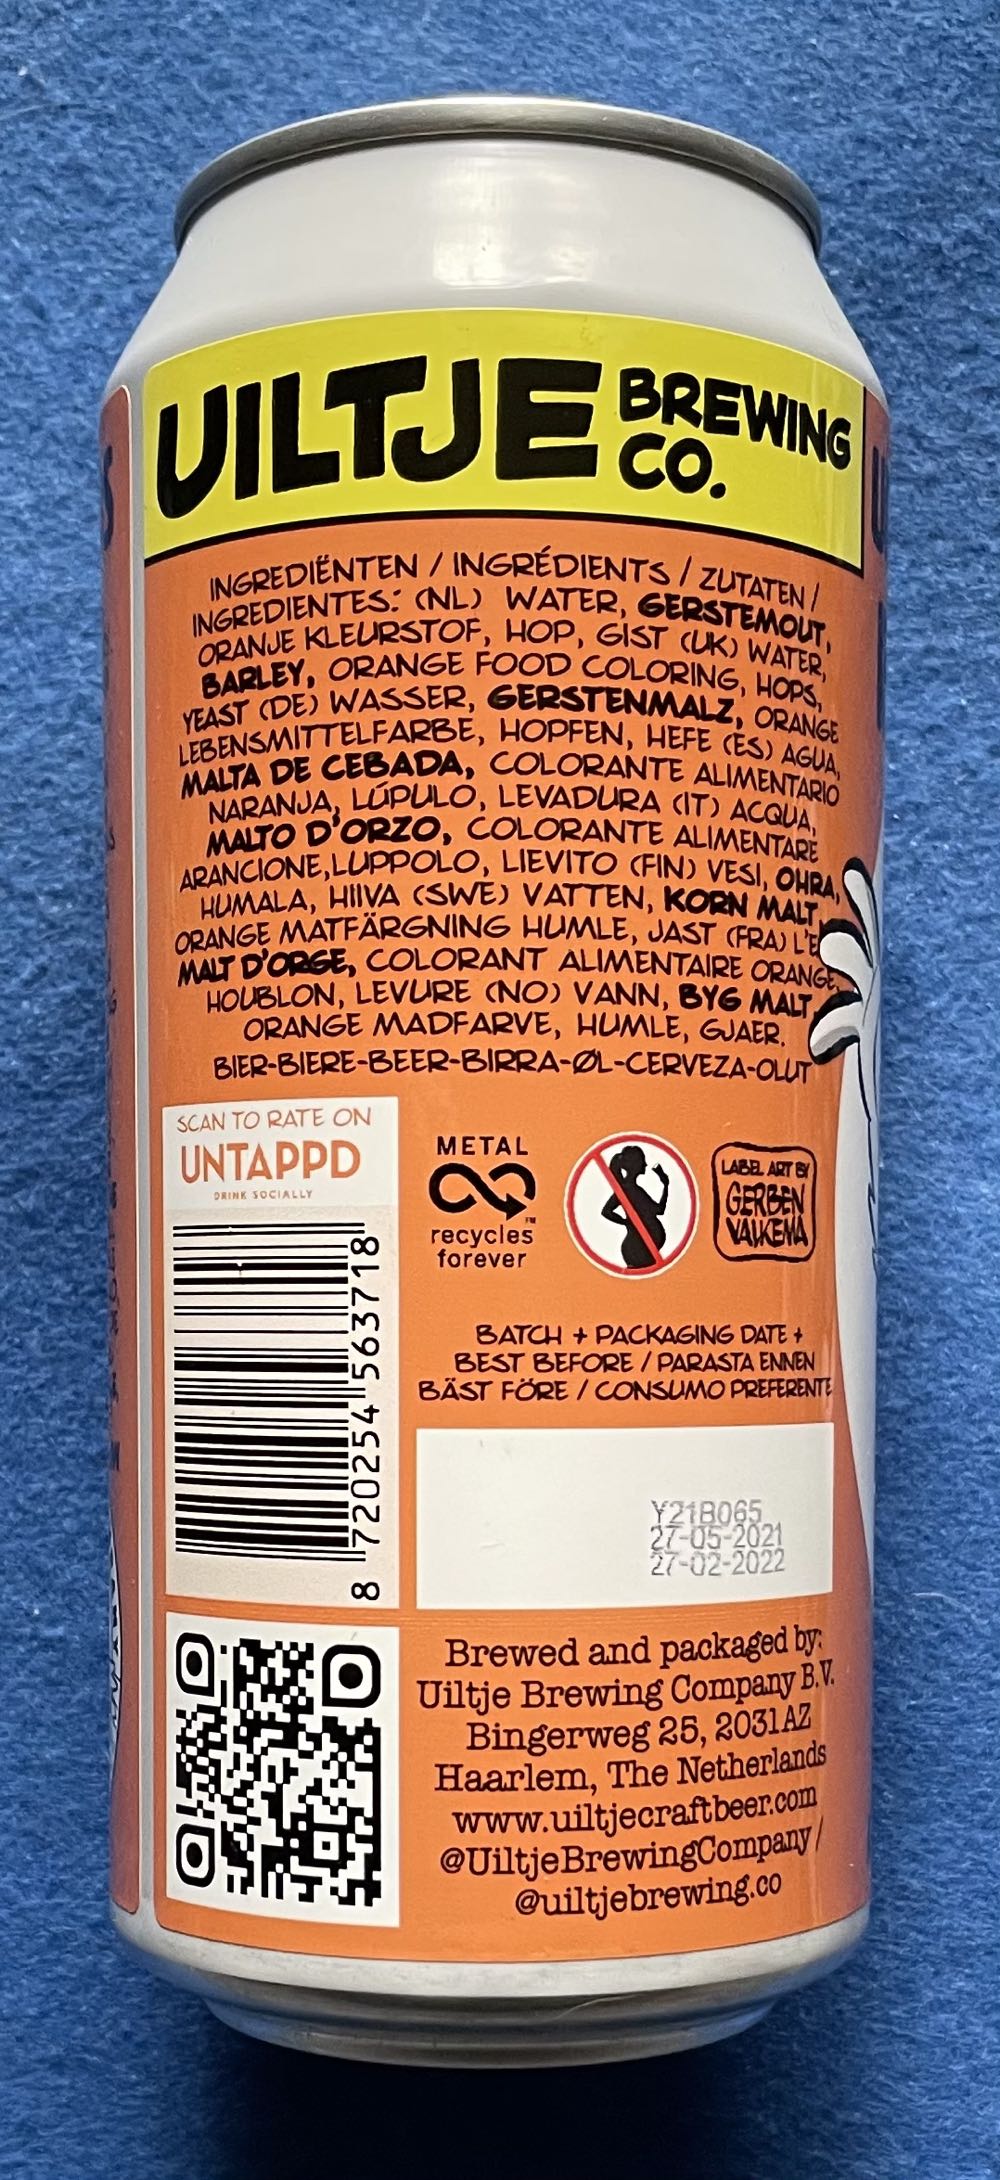 UILTJE BREWING CO.
INGREDIËNTEN / INGRÉDIENTS / ZUTATEN /
INGREDIENTES: (NL) WATER, GERSTEMOUT,
ORANJE KLEURSTOF, HOP, GIST (UK) WATER,
BARLEY, ORANGE FOOD COLORING, HOPS,
YEAST (DE) WASSER, GERSTENMALZ, ORANGE
LEBENSMITTELFARBE, HOPFEN, HEFE (ES) AGUA,
MALTA DE CEBADA, COLORANTE ALIMENTARIO
NARANJA, LÚPULO, LEVADURA (IT) ACQUA,
MALTO D'ORZO, COLORANTE ALIMENTARE
ARANCIONE,LUPPOLO, LIEVITO (FIN) VESI, OHRA,
HUMALA, HIIVA (SWE) VATTEN, KORN MALT,
ORANGE MATFÄRGNING HUMLE, JAST (FRA) L'E
MALT D'ORGE, COLORANT ALIMENTAIRE ORANGE,
HOUBLON, LEVURE (NO) VANN, BYG MALT,
ORANGE MADFARVE, HUMLE, GJAER.
BIER-BIERE-BEER-BIRRA-ØL-CERVEZA-OLUT
SCAN TO RATE ON
UNTAPPD
DRINK SOCIALLY
8 720254 563718
METAL
recycles
forever
LABEL ART BY
GERBEN
VALKEMA
BATCH + PACKAGING DATE +
BEST BEFORE / PARASTA ENNEN
BÄST FÖRE / CONSUMO PREFERENTE
Y21B065
27-05-2021
27-02-2022
Brewed and packaged by:
Uiltje Brewing Company B.V.
Bingerweg 25, 2031AZ
Haarlem, The Netherlands
www.uiltjecraftbeer.com
@UiltjeBrewingCompany /
@uiltjebrewing.co